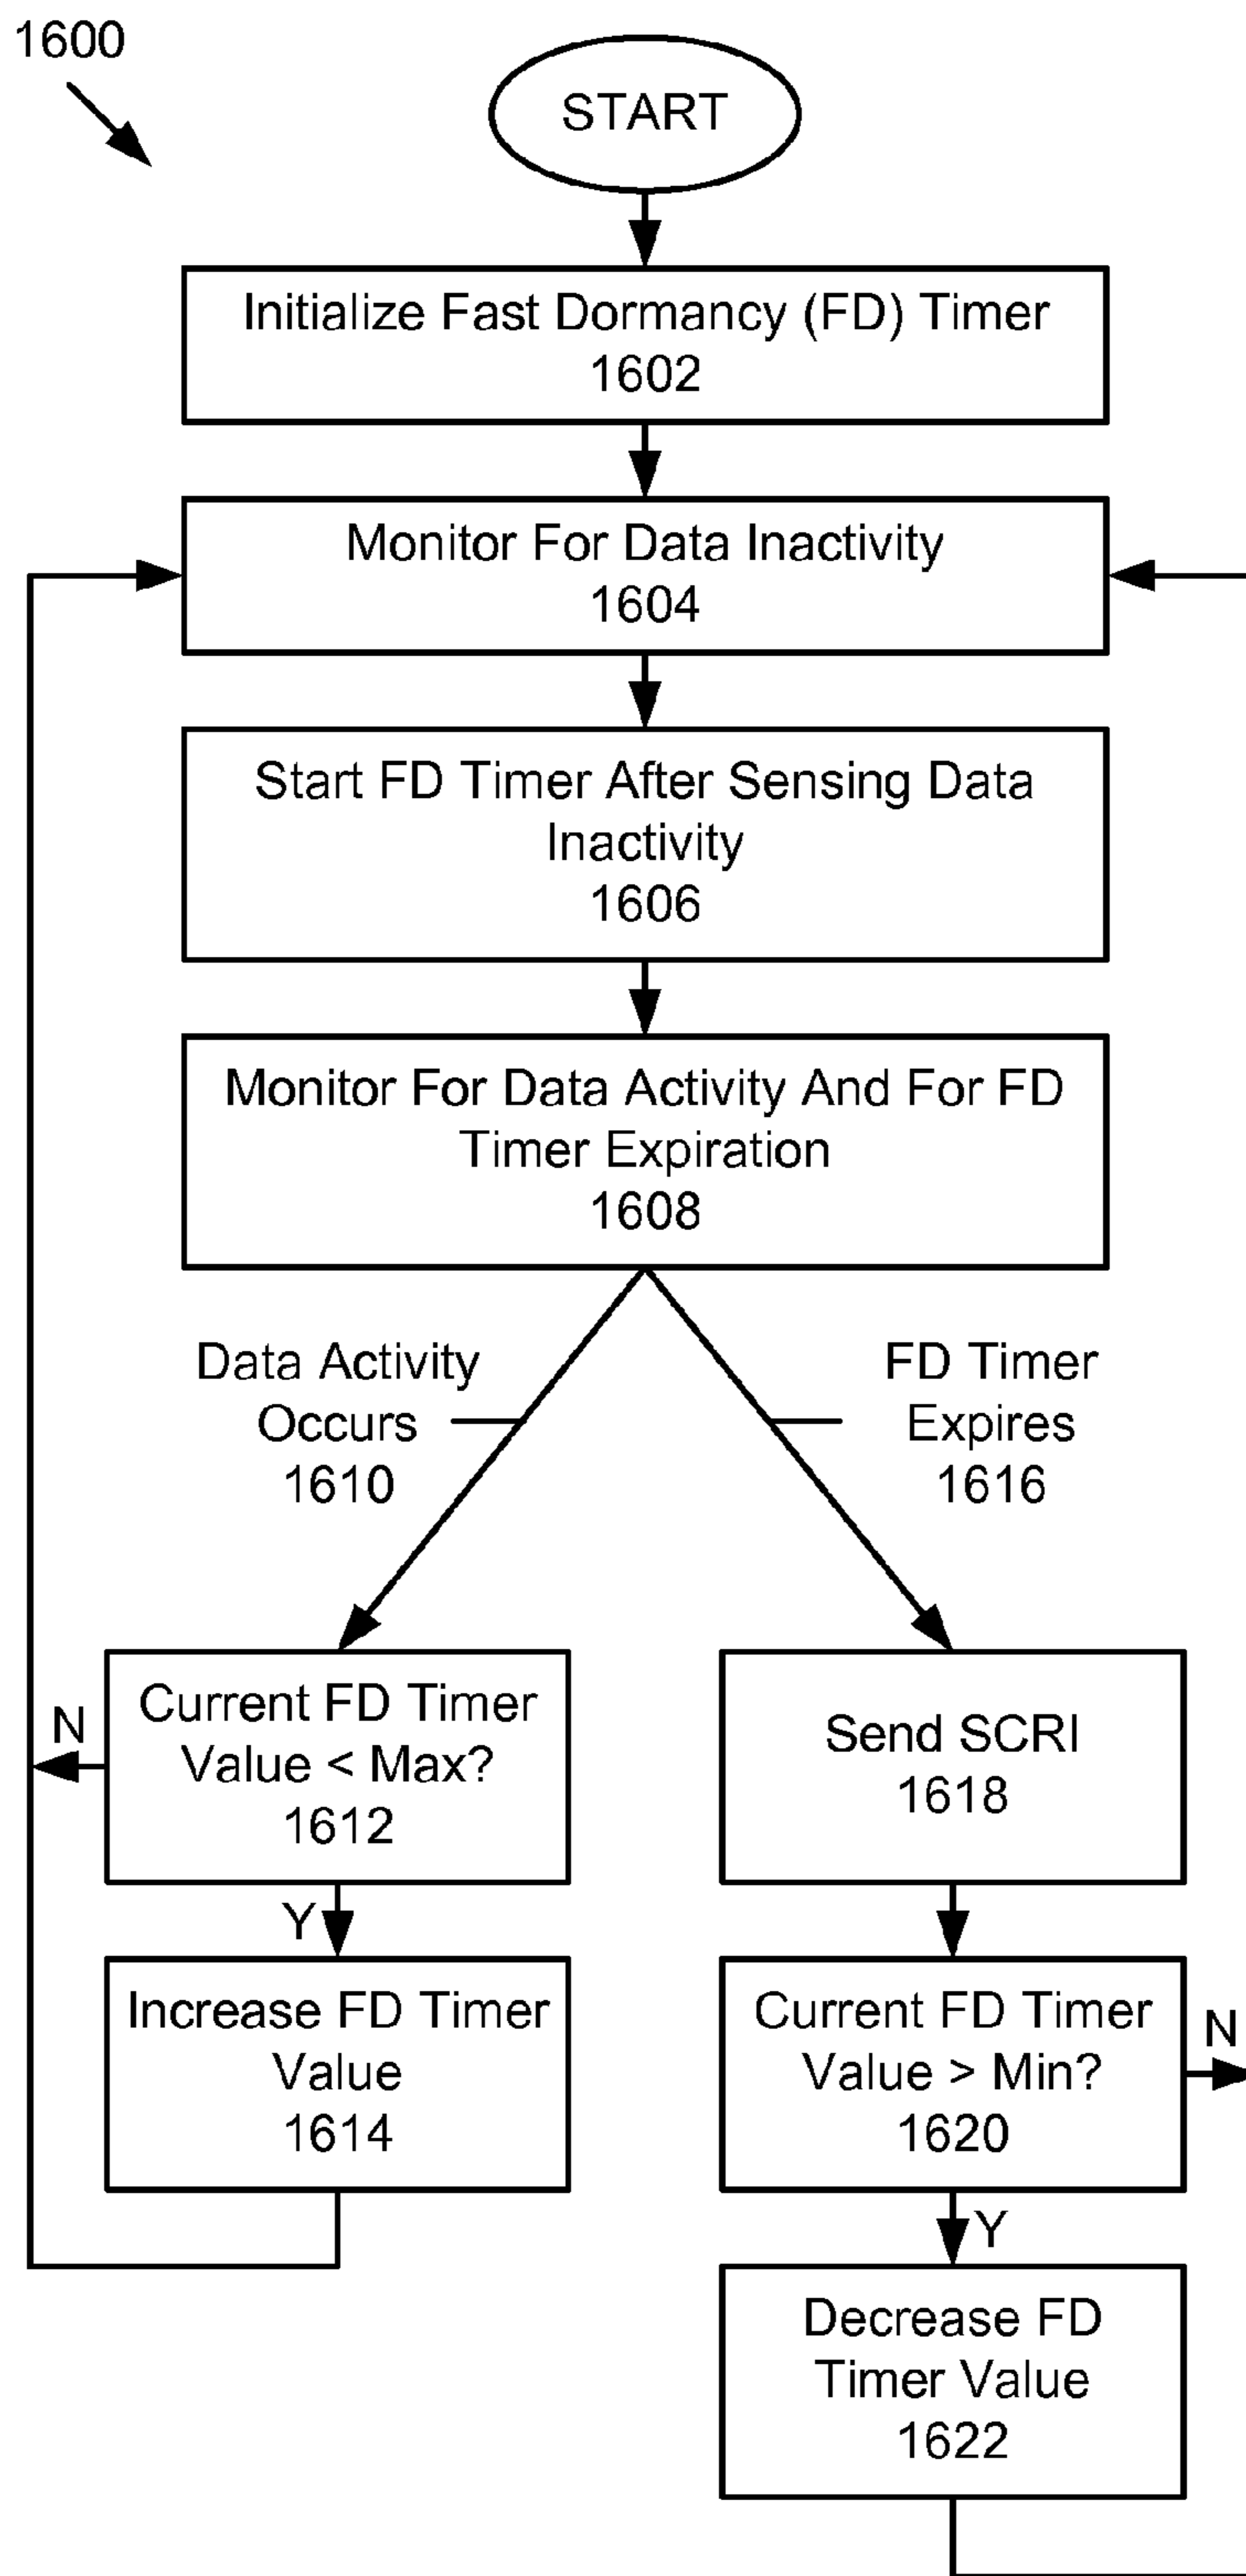 1600
START
Initialize Fast Dormancy (FD) Timer
1602
Monitor For Data Inactivity
1604
Start FD Timer After Sensing Data
Inactivity
1606
Monitor For Data Activity And For FD
Timer Expiration
1608
Data Activity
Occurs
1610
FD Timer
Expires
1616
Current FD Timer
Value < Max?
1612
N
Y
Increase FD Timer
Value
1614
Send SCRI
1618
Current FD Timer
Value > Min?
1620
N
Y
Decrease FD
Timer Value
1622